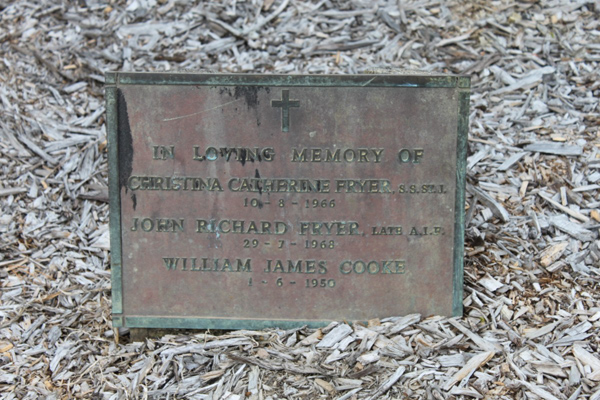 IN LOVING MEMORY OF
CHRISTINA CATHERINE FRYER, S.S.ST.J.
10 - 8 - 1966
JOHN RICHARD FRYER, LATE A.I.F.
29 - 7 - 1968
WILLIAM JAMES COOKE
1 - 6 - 1950